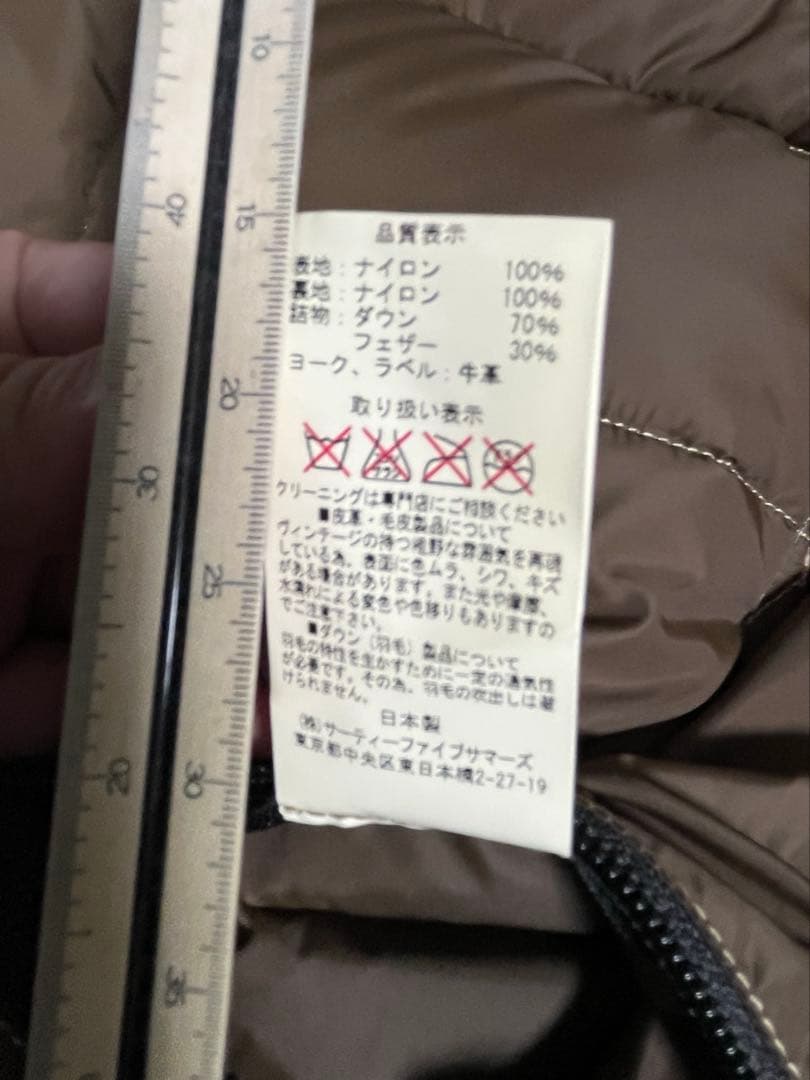 品質表示
表地：ナイロン 100%
裏地：ナイロン 100%
詰物：ダウン 70%
フェザー 30%
ヨーク、ラベル：牛革
取り扱い表示
クリーニングは専門店にご相談ください
■皮革・毛皮製品について
ヴィンテージの持つ粗野な雰囲気を再現
している為、表面に色ムラ、シワ、キズ
がある場合があります。また光や摩擦、
水濡れによる変色や色移りもありますの
でご注意下さい。
■ダウン（羽毛）製品について
羽毛の特性を生かすために一定の通気性
が必要です。その為、羽毛の吹出しは避
けられません。
日本製
㈱サーティーファイブサマーズ
東京都中央区東日本橋2-27-19
10
15
20
25
30
35
40
30
20